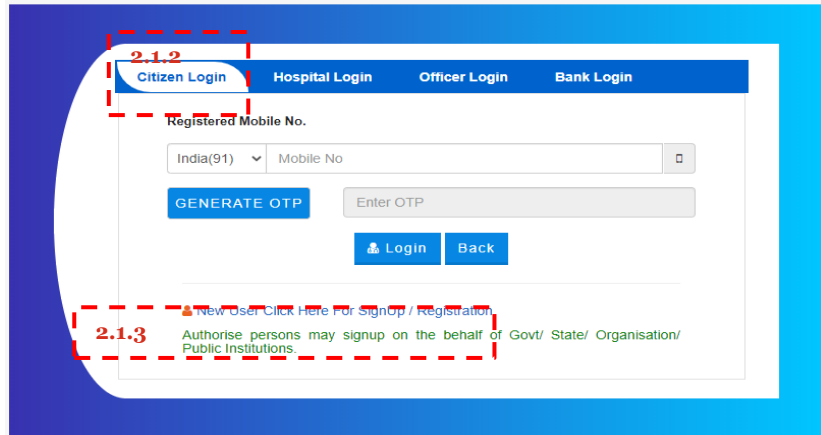 2.1.2
Citizen Login Hospital Login Officer Login Bank Login
Registered Mobile No.
India(91) Mobile No
GENERATE OTP Enter OTP
Login Back
New User Click Here For SignUp / Registration
2.1.3
Authorise persons may signup on the behalf of Govt/ State/ Organisation/
Public Institutions.